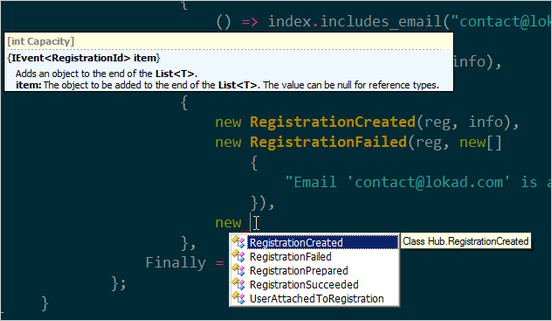 {
() => index.includes_email("contact@lokad
[int Capacity]
{IEvent<RegistrationId> item}
Adds an object to the end of the List<T>.
item: The object to be added to the end of the List<T>. The value can be null for reference types.
info),
{
new RegistrationCreated(reg, info),
new RegistrationFailed(reg, new[]
{
"Email 'contact@lokad.com' is a
}),
new
RegistrationCreated
Class Hub.RegistrationCreated
RegistrationFailed
RegistrationPrepared
RegistrationSucceeded
UserAttachedToRegistration
},
Finally =
};
}